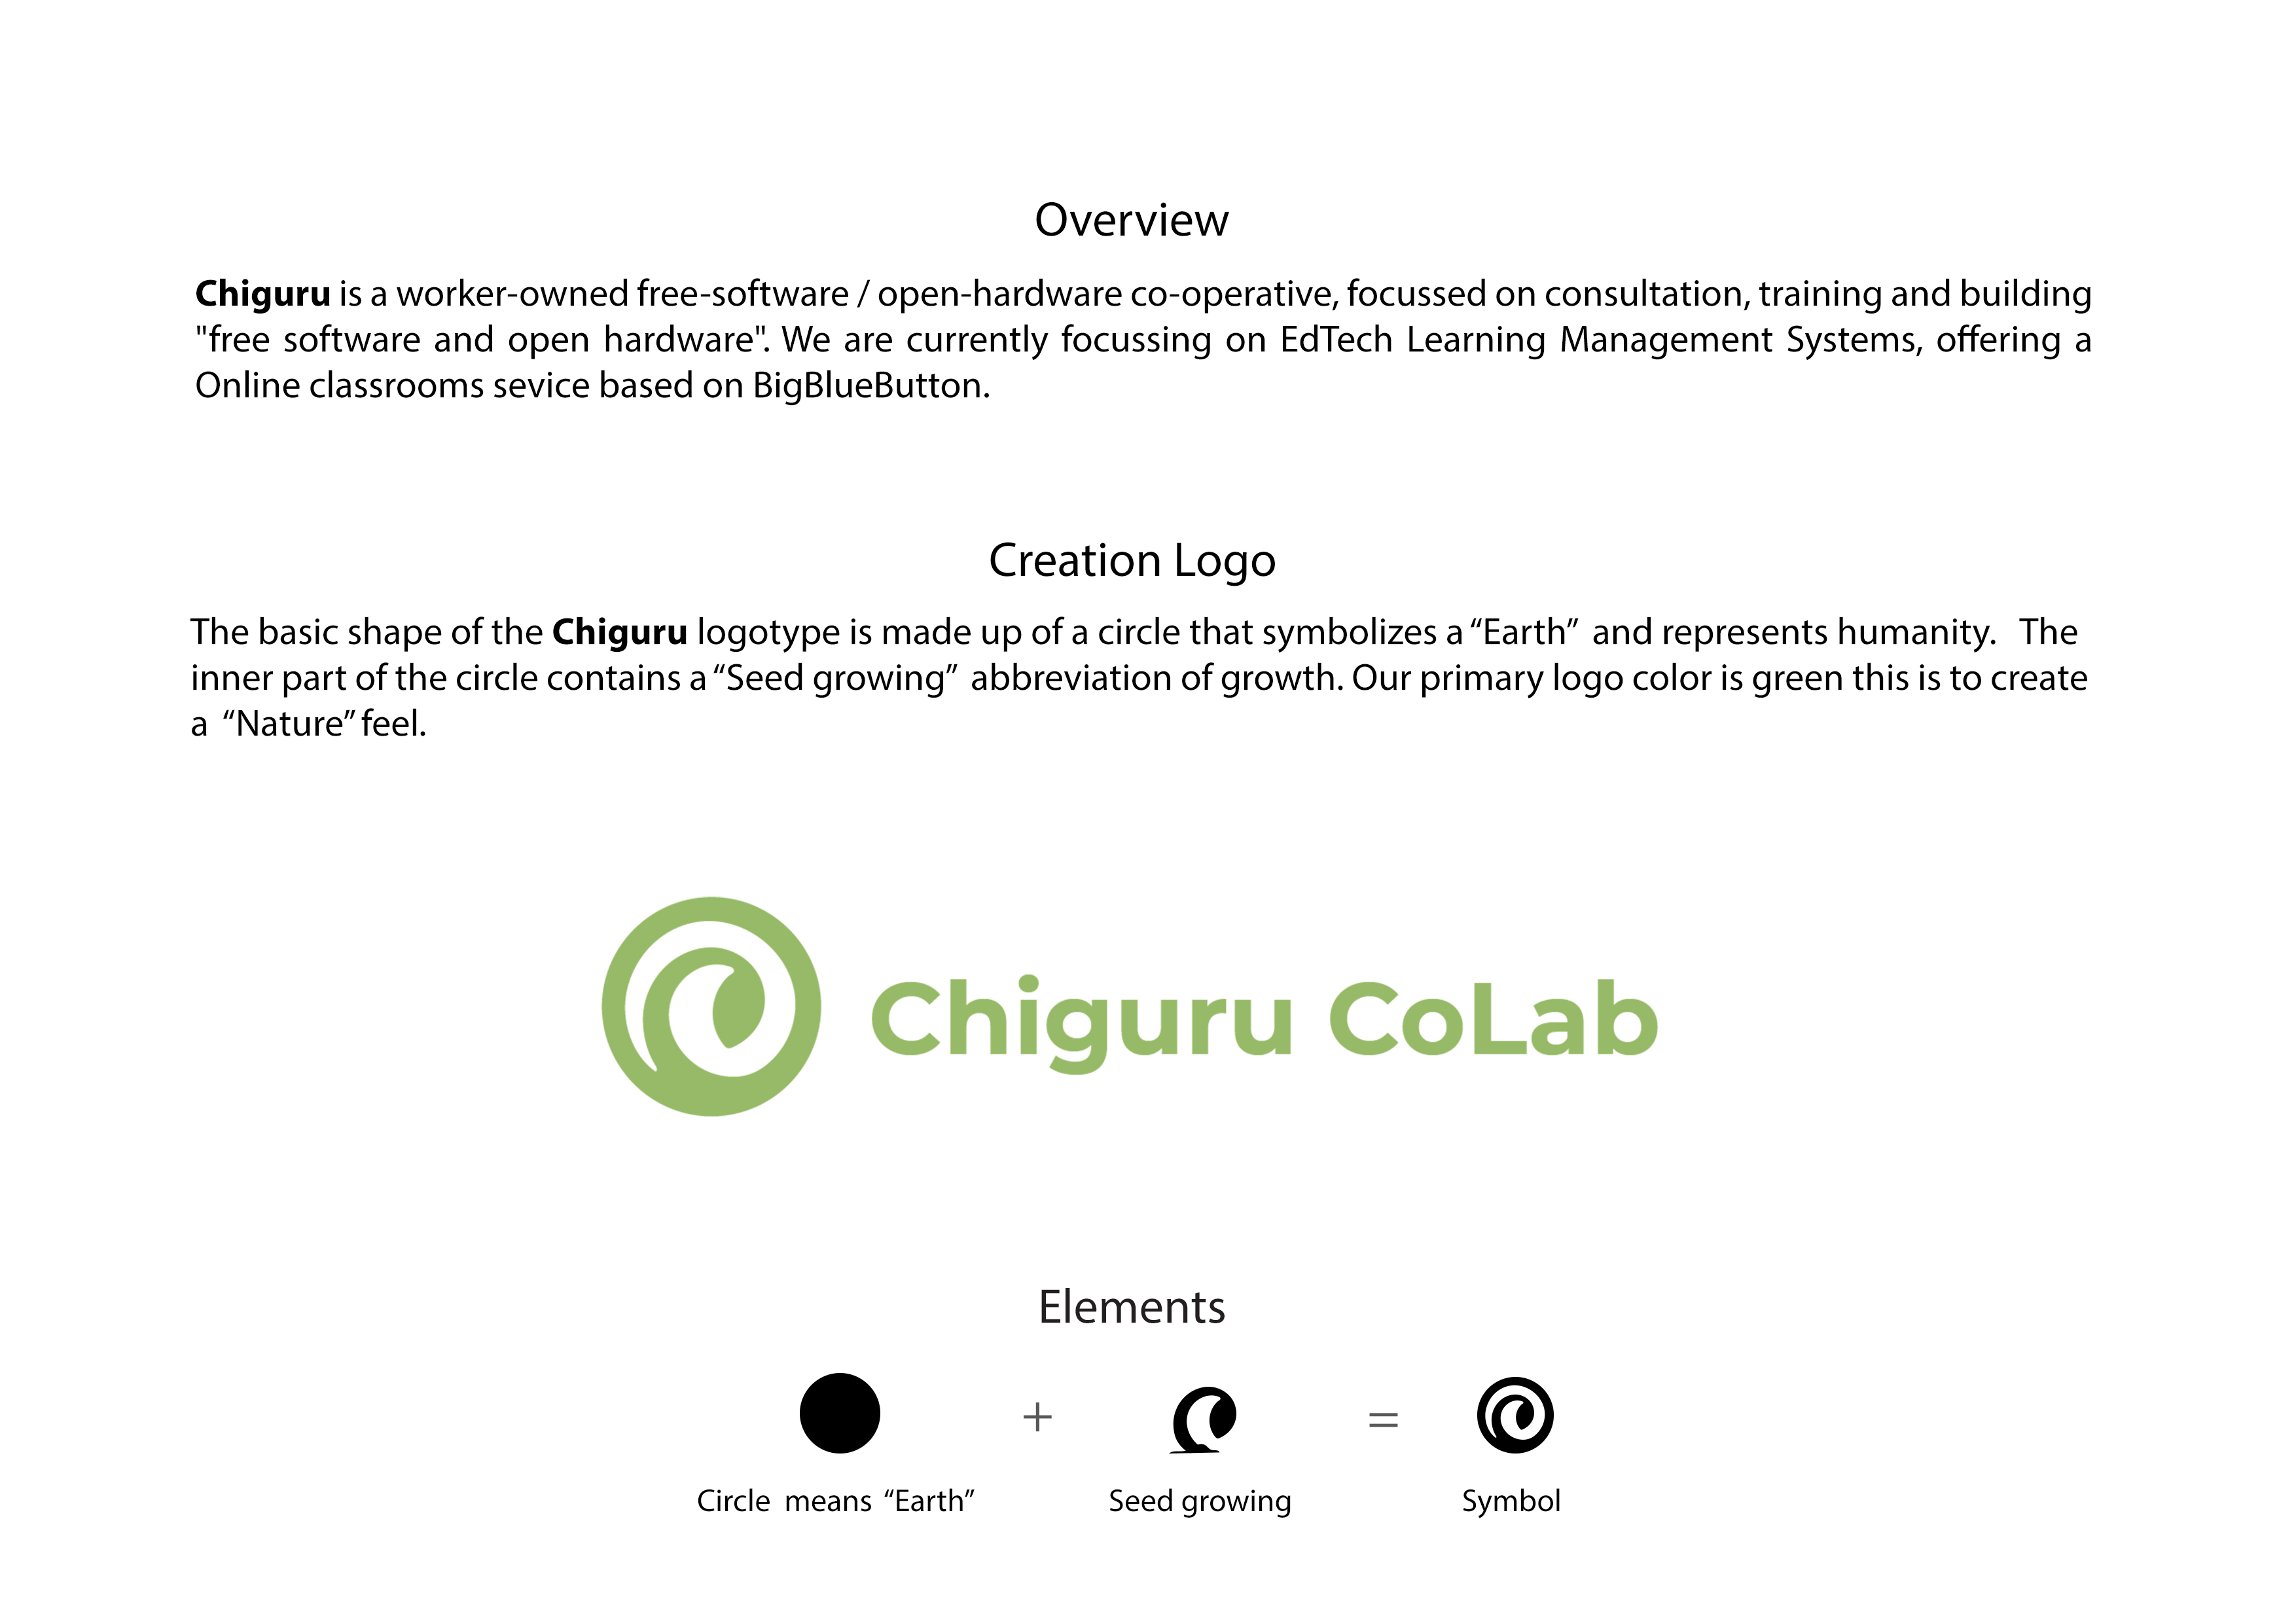 Overview
Chiguru is a worker-owned free-software / open-hardware co-operative, focussed on consultation, training and building
"free software and open hardware". We are currently focussing on EdTech Learning Management Systems, offering a
Online classrooms sevice based on BigBlueButton.
Creation Logo
The basic shape of the Chiguru logotype is made up of a circle that symbolizes a “Earth” and represents humanity. The
inner part of the circle contains a “Seed growing” abbreviation of growth. Our primary logo color is green this is to create
a “Nature” feel.
Chiguru CoLab
Elements
+ =
Circle means “Earth” Seed growing Symbol